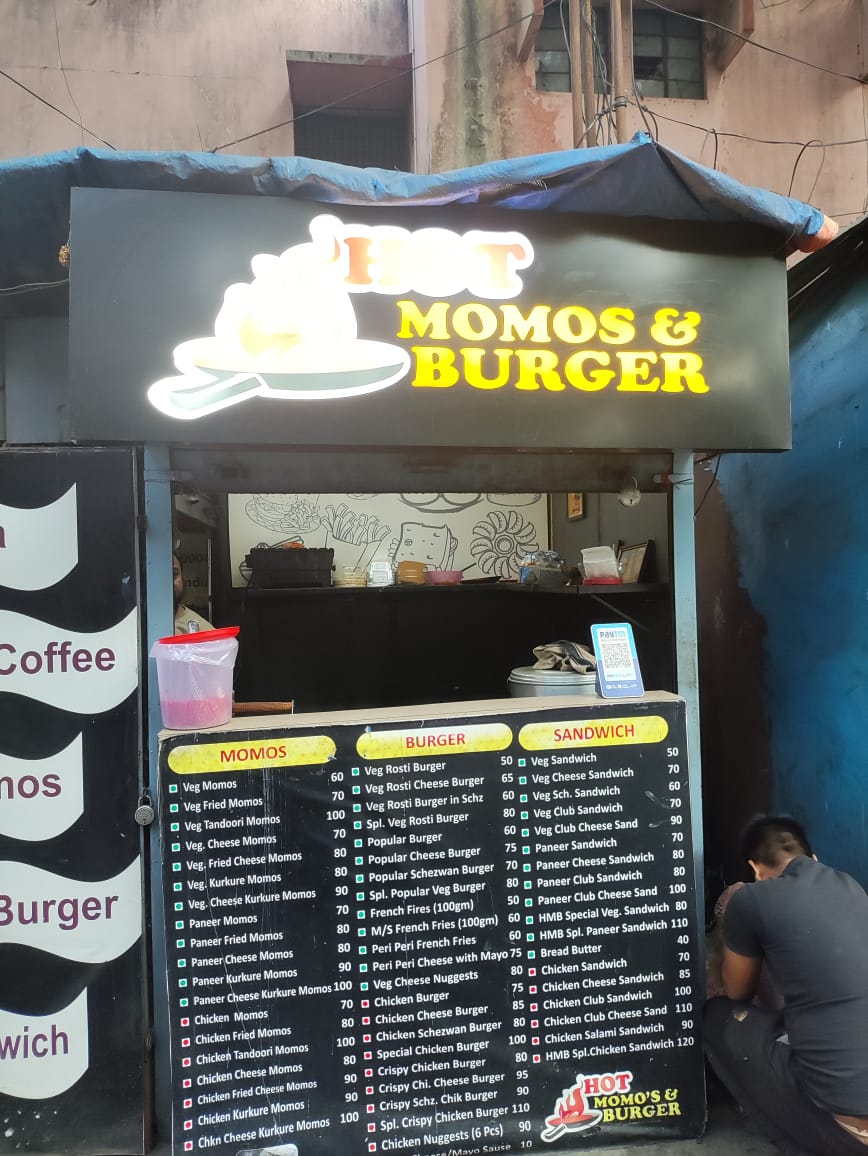 HOT
MOMOS &
BURGER
Coffee
Burger
paytm
MOMOS
Veg Momos 60
Veg Fried Momos 70
Veg Tandoori Momos 100
Veg. Cheese Momos 70
Veg. Fried Cheese Momos 80
Veg. Kurkure Momos 80
Veg. Cheese Kurkure Momos 90
Paneer Momos 70
Paneer Fried Momos 80
Paneer Cheese Momos 80
Paneer Kurkure Momos 90
Paneer Cheese Kurkure Momos 100
Chicken Momos 70
Chicken Fried Momos 80
Chicken Tandoori Momos 100
Chicken Cheese Momos 80
Chicken Fried Cheese Momos 90
Chicken Kurkure Momos 90
Chkn Cheese Kurkure Momos 100
BURGER
Veg Rosti Burger 50
Veg Rosti Cheese Burger 65
Veg Rosti Burger in Schz 60
Spl. Veg Rosti Burger 80
Popular Burger 60
Popular Cheese Burger 75
Popular Schezwan Burger 70
Spl. Popular Veg Burger 80
French Fires (100gm) 50
M/S French Fries (100gm) 60
Peri Peri French Fries 60
Peri Peri Cheese with Mayo 75
Veg Cheese Nuggets 80
Chicken Burger 75
Chicken Cheese Burger 85
Chicken Schezwan Burger 80
Special Chicken Burger 100
Crispy Chicken Burger 80
Crispy Chi. Cheese Burger 95
Crispy Schz. Chik Burger 90
Spl. Crispy Chicken Burger 110
Chicken Nuggets (6 Pcs) 90
Cheese/Mayo Sause 10
SANDWICH
Veg Sandwich 50
Veg Cheese Sandwich 70
Veg Sch. Sandwich 60
Veg Club Sandwich 70
Veg Club Cheese Sand 90
Paneer Sandwich 70
Paneer Cheese Sandwich 80
Paneer Club Sandwich 80
Paneer Club Cheese Sand 100
HMB Special Veg. Sandwich 80
HMB Spl. Paneer Sandwich 110
Bread Butter 40
Chicken Sandwich 70
Chicken Cheese Sandwich 85
Chicken Club Sandwich 100
Chicken Club Cheese Sand 110
Chicken Salami Sandwich 90
HMB Spl.Chicken Sandwich 120
HOT
MOMO'S &
BURGER